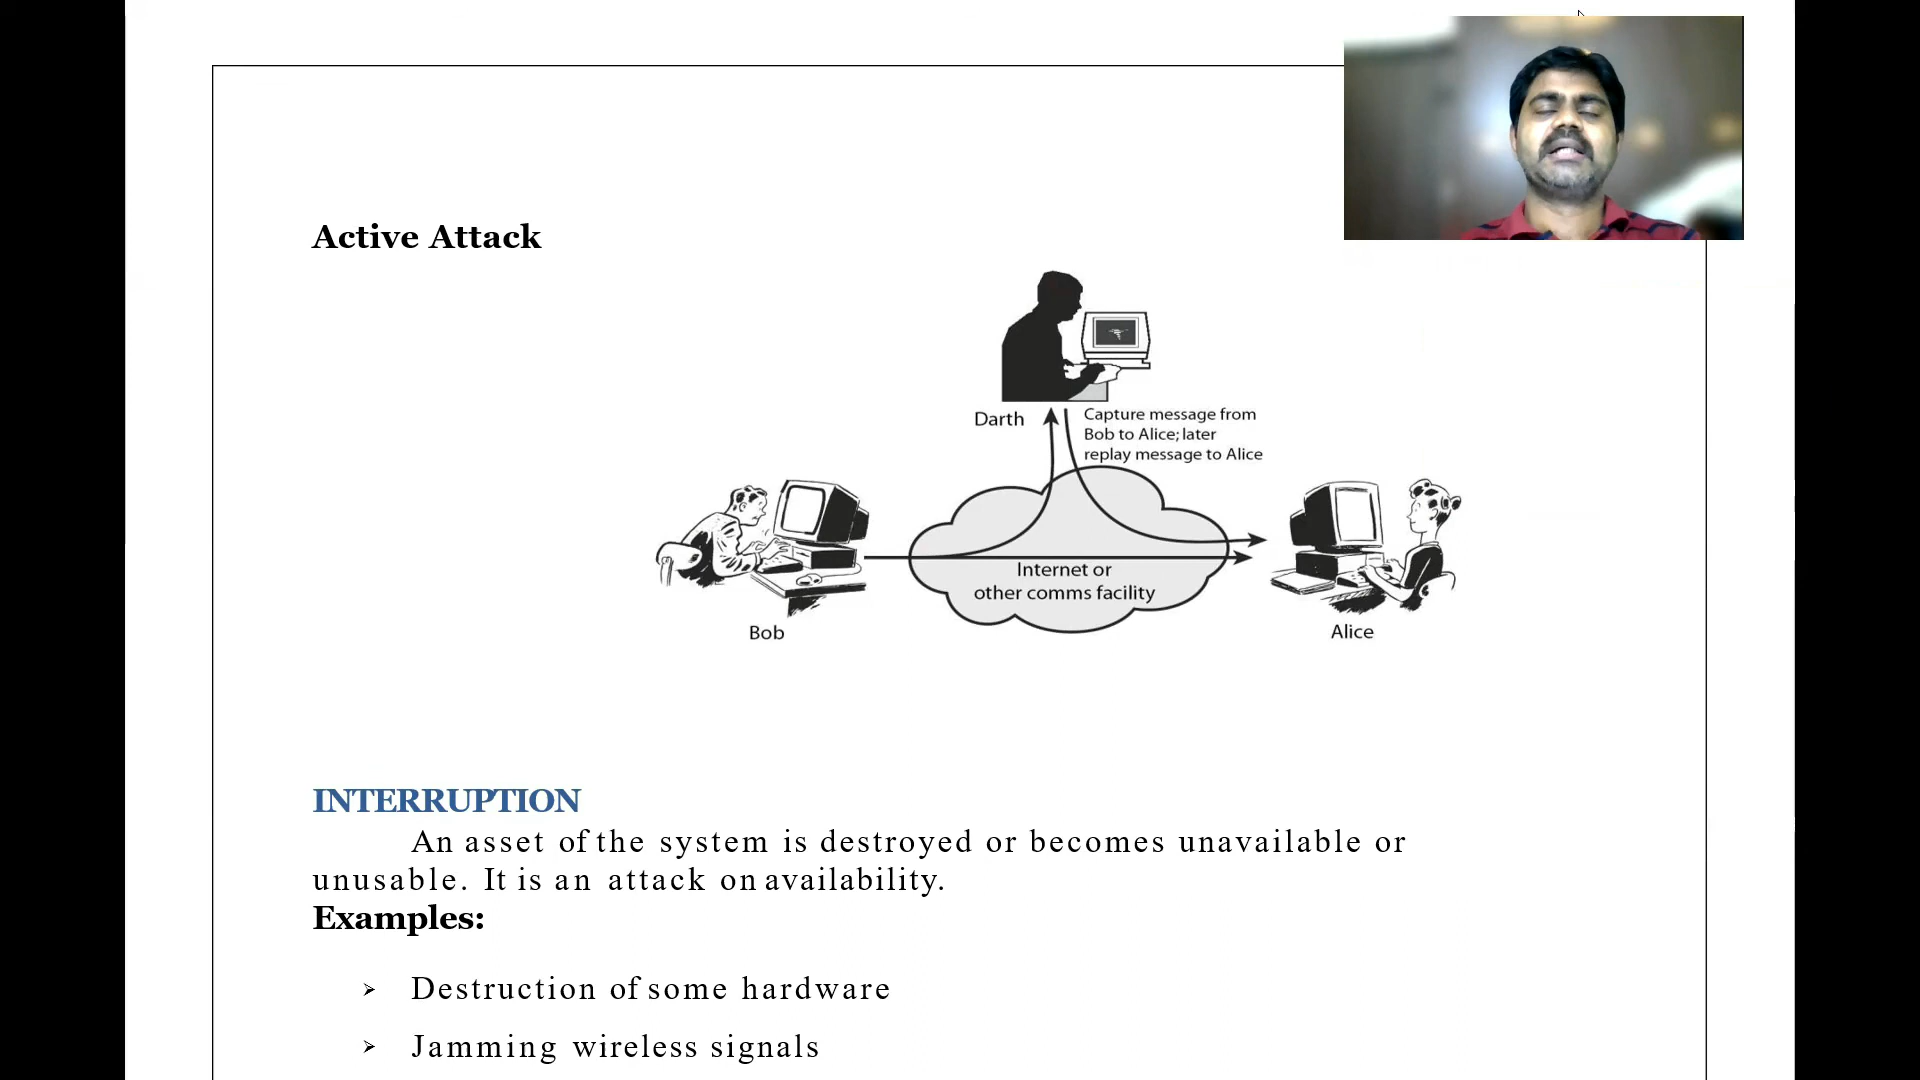 Active Attack
Darth
Capture message from
Bob to Alice; later
replay message to Alice
Internet or
other comms facility
Bob
Alice
INTERRUPTION
An asset of the system is destroyed or becomes unavailable or
unusable. It is an attack on availability.
Examples:
➢ Destruction of some hardware
➢ Jamming wireless signals